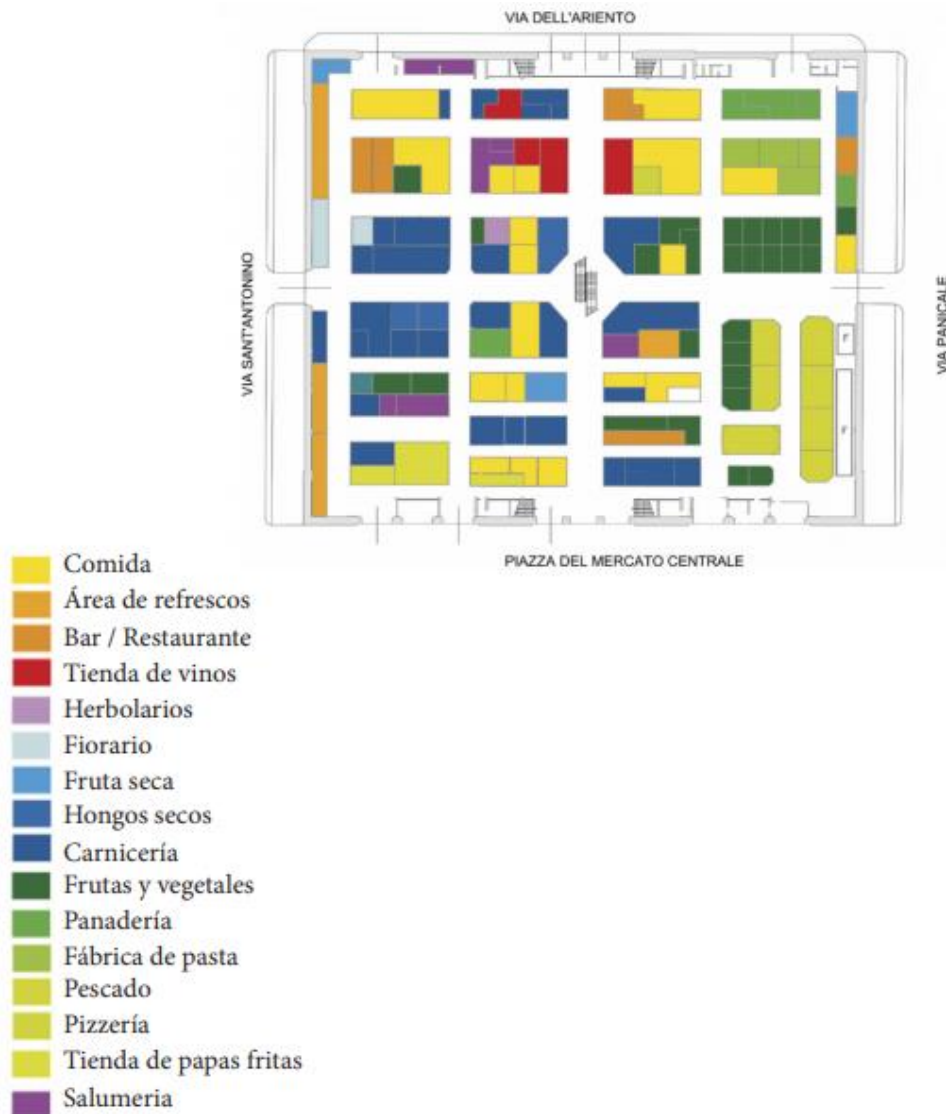 VIA DELL'ARIENTO
VIA SANT'ANTONINO
VIA PANICALE
F
F
PIAZZA DEL MERCATO CENTRALE
Comida
Área de refrescos
Bar / Restaurante
Tienda de vinos
Herbolarios
Fiorario
Fruta seca
Hongos secos
Carnicería
Frutas y vegetales
Panadería
Fábrica de pasta
Pescado
Pizzería
Tienda de papas fritas
Salumeria